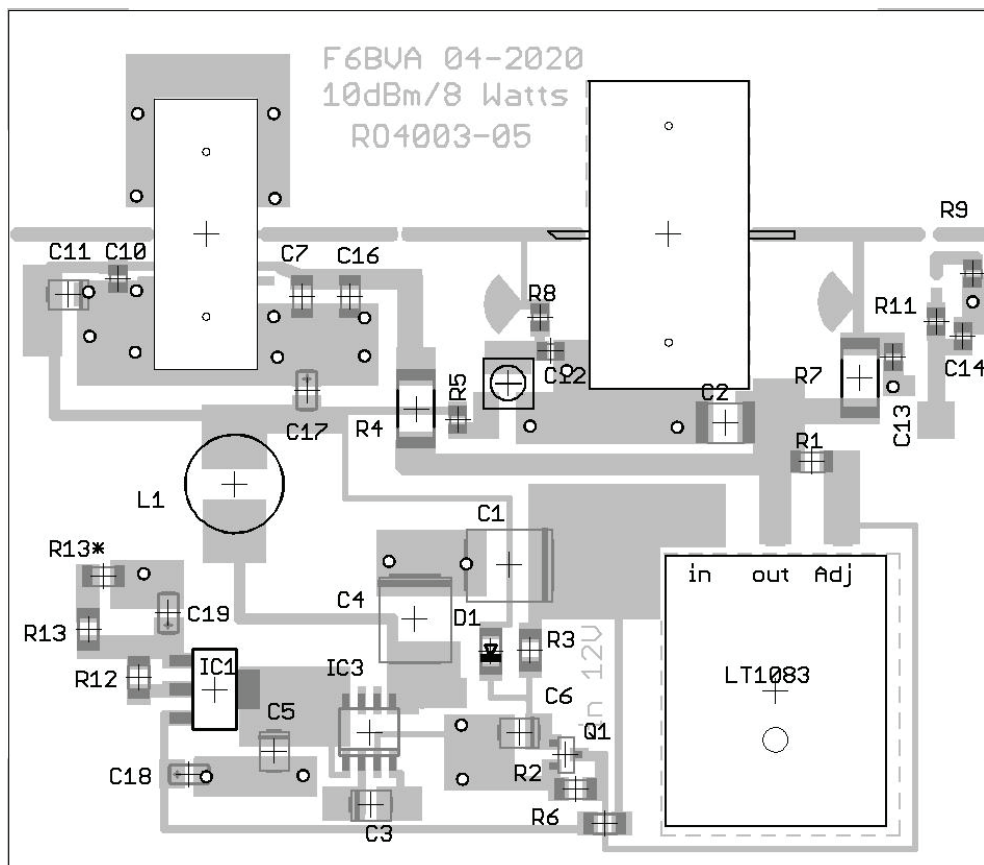 F6BVA 04-2020
10dBm/8 Watts
RO4003-05
R9
C11
C10
C7
C16
R8
R11
C12
C14
R5
R7
C2
R4
C17
C13
R1
L1
C1
R13*
in
out
Adj
C4
D1
C19
R13
R3
in 12V
IC1
IC3
R12
LT1083
C6
C5
Q1
R2
C18
R6
C3